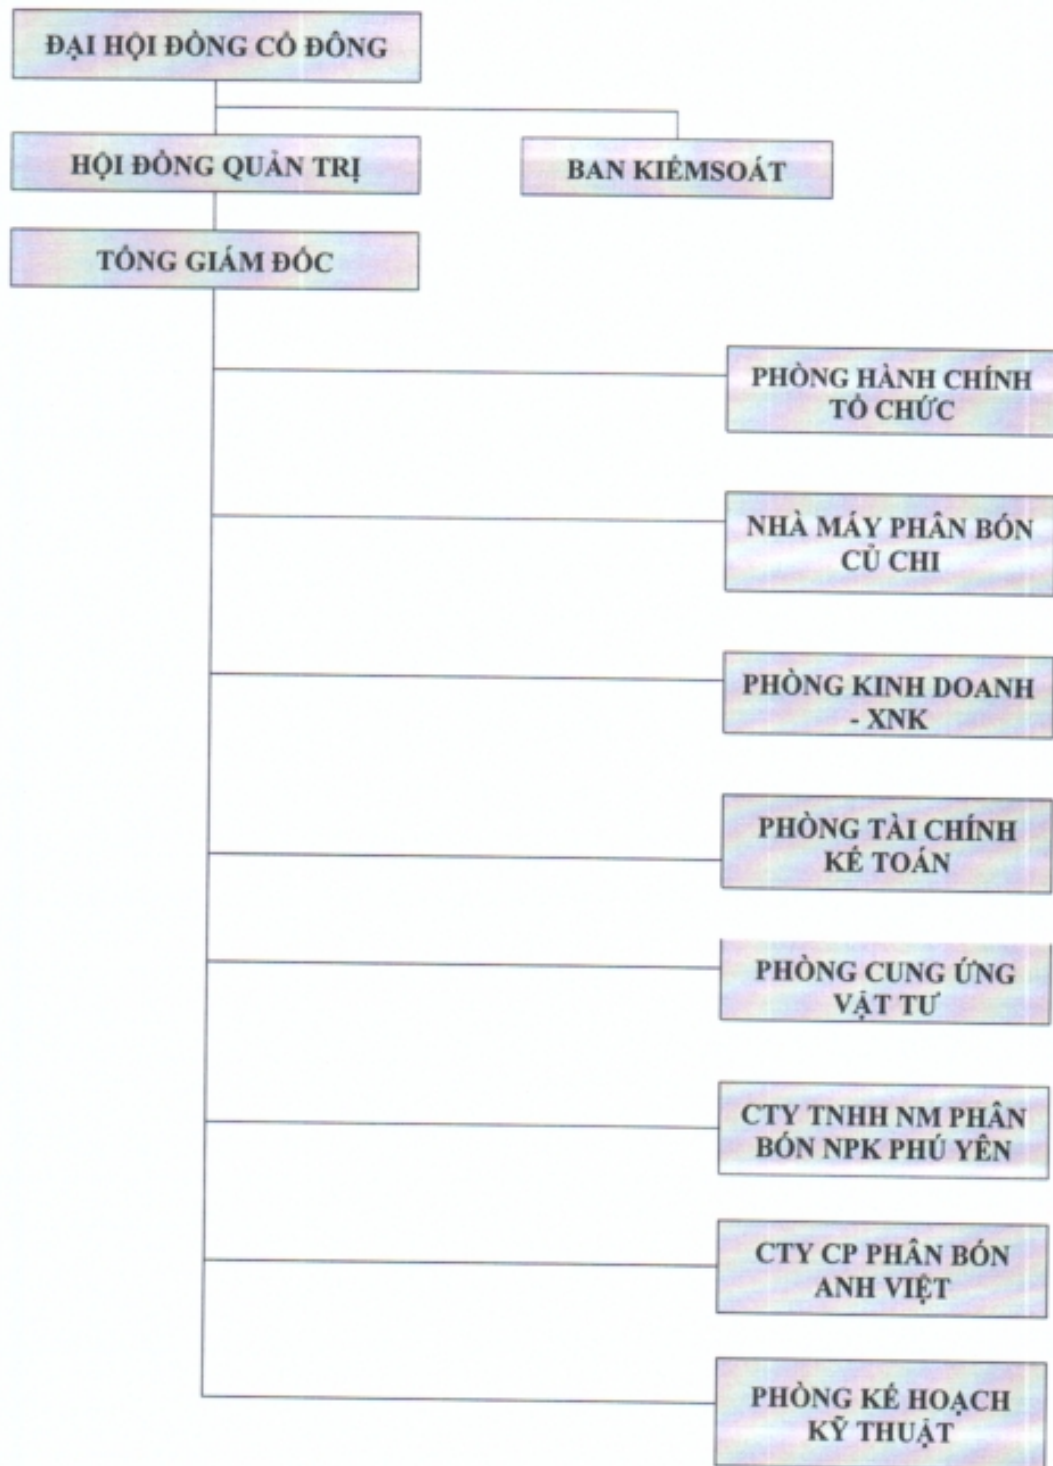 ĐẠI HỘI ĐỒNG CỔ ĐÔNG
HỘI ĐỒNG QUẢN TRỊ
BAN KIỂMSOÁT
TỔNG GIÁM ĐỐC
PHÒNG HÀNH CHÍNH
TỔ CHỨC
NHÀ MÁY PHÂN BÓN
CỦ CHI
PHÒNG KINH DOANH
- XNK
PHÒNG TÀI CHÍNH
KẾ TOÁN
PHÒNG CUNG ỨNG
VẬT TƯ
CTY TNHH NM PHÂN
BÓN NPK PHÚ YÊN
CTY CP PHÂN BÓN
ANH VIỆT
PHÒNG KẾ HOẠCH
KỸ THUẬT